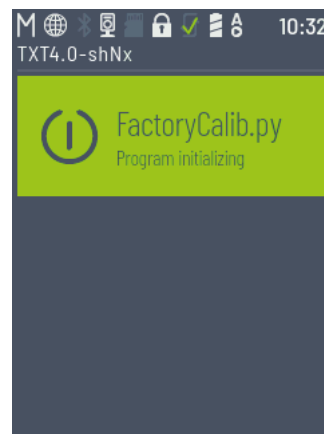 M A O 10:32
TXT4.0-shNx
FactoryCalib.py
Program initializing